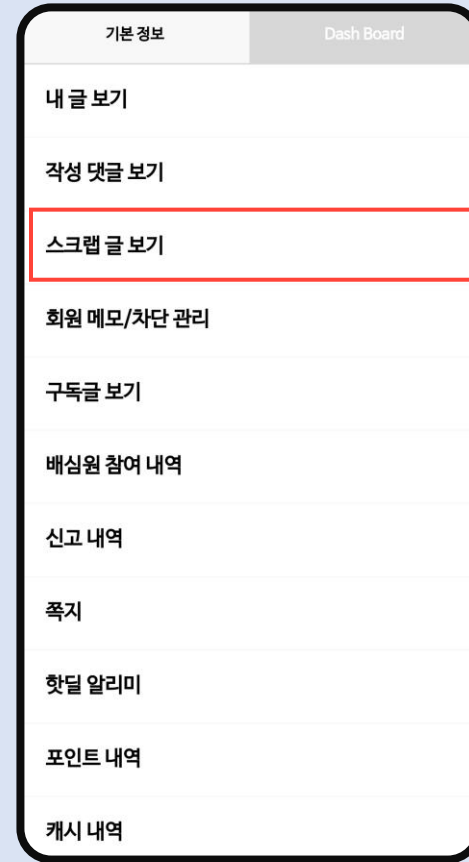 기본 정보
Dash Board
내 글 보기
작성 댓글 보기
스크랩 글 보기
회원 메모/차단 관리
구독글 보기
배심원 참여 내역
신고 내역
쪽지
핫딜 알리미
포인트 내역
캐시 내역